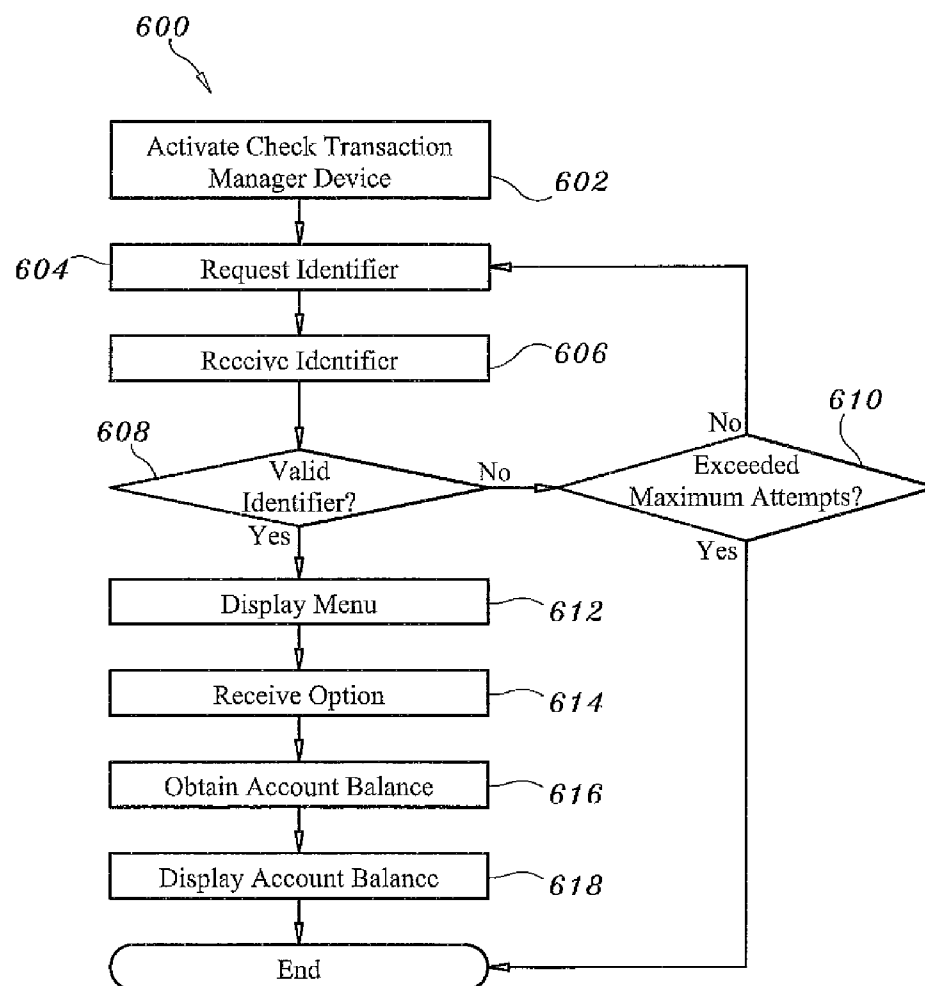 600
Activate Check Transaction
Manager Device
602
604
Request Identifier
Receive Identifier
606
608
Valid
Identifier?
No
Yes
610
No
Exceeded
Maximum Attempts?
Yes
Display Menu
612
Receive Option
614
Obtain Account Balance
616
Display Account Balance
618
End